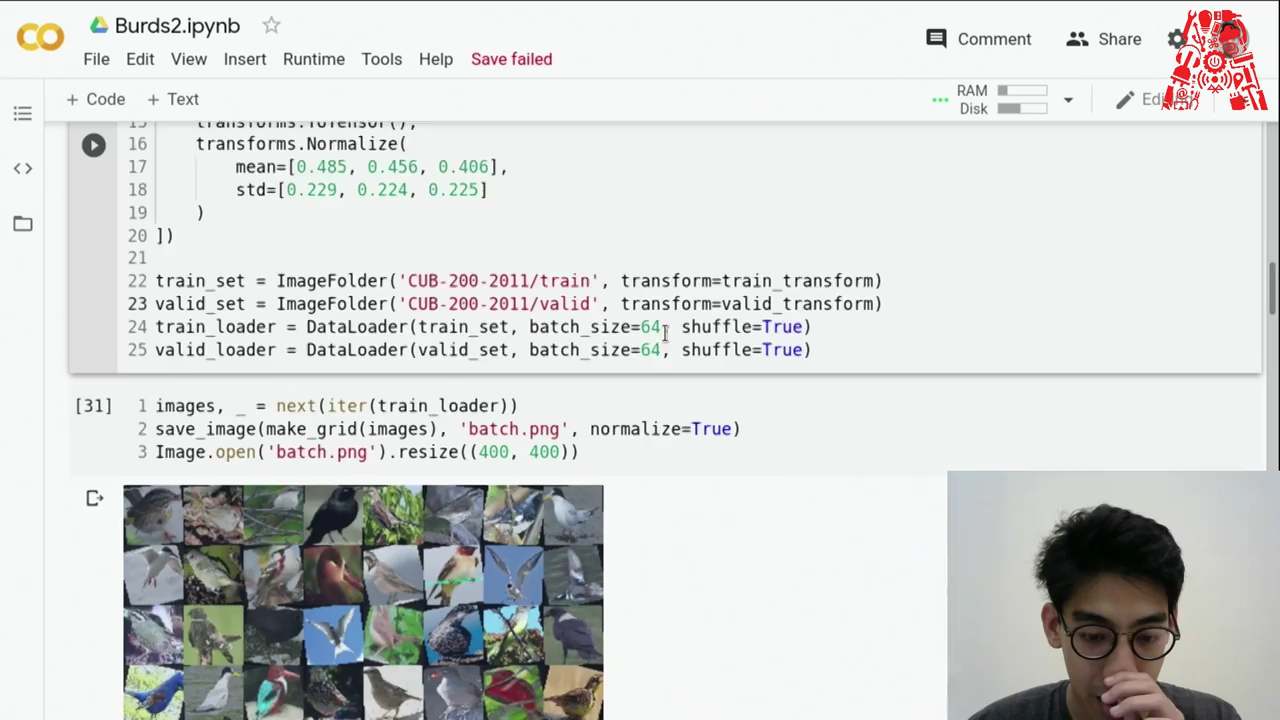 Burds2.ipynb
Comment
Share
File Edit View Insert Runtime Tools Help Save failed
+ Code + Text
RAM
Disk
15 transforms.ToTensor(),
16 transforms.Normalize(
17 mean=[0.485, 0.456, 0.406],
18 std=[0.229, 0.224, 0.225]
19 )
20 ])
21
22 train_set = ImageFolder('CUB-200-2011/train', transform=train_transform)
23 valid_set = ImageFolder('CUB-200-2011/valid', transform=valid_transform)
24 train_loader = DataLoader(train_set, batch_size=64, shuffle=True)
25 valid_loader = DataLoader(valid_set, batch_size=64, shuffle=True)
[31] 1 images, _ = next(iter(train_loader))
2 save_image(make_grid(images), 'batch.png', normalize=True)
3 Image.open('batch.png').resize((400, 400))